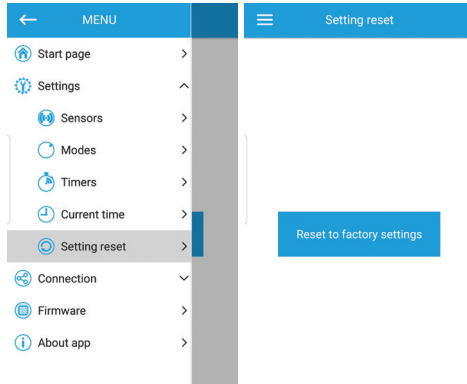 MENU
Start page
Settings
Sensors
Modes
Timers
Current time
Setting reset
Connection
Firmware
About app
Setting reset
Reset to factory settings